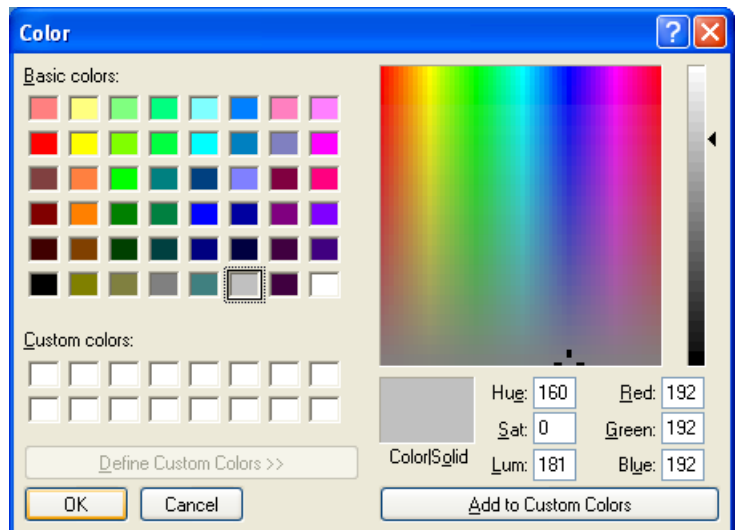 Color
Basic colors:
Custom colors:
Define Custom Colors >>
OK Cancel
Color|Solid
Hue: 160 Red: 192
Sat: 0 Green: 192
Lum: 181 Blue: 192
Add to Custom Colors